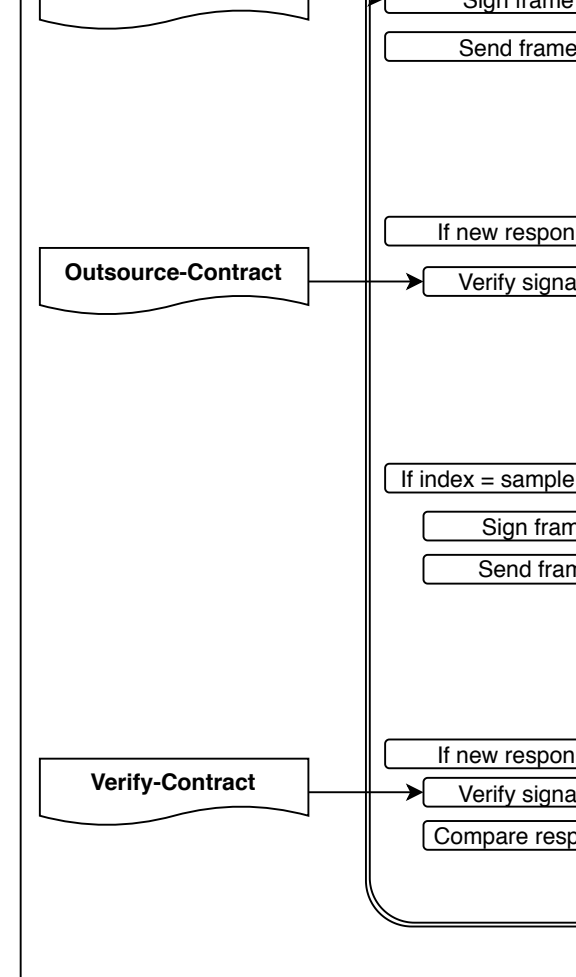 Sign frame
Send frame
If new respon
Outsource-Contract
Verify signa
If index = sample
Sign fram
Send fram
If new respon
Verify-Contract
Verify signa
Compare resp